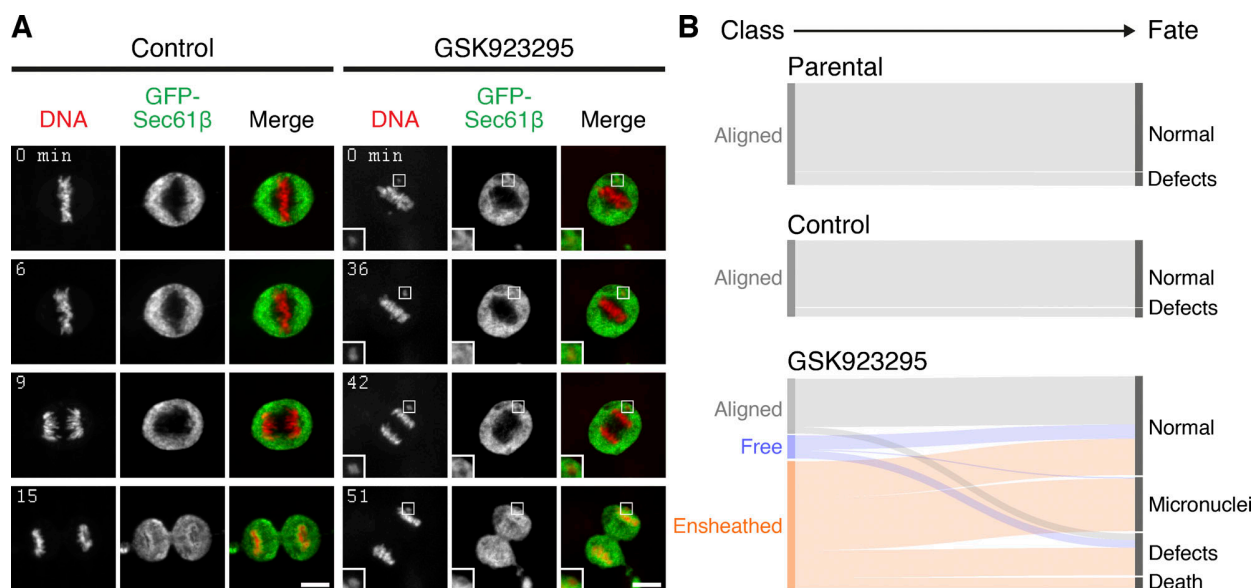 A
Control
GSK923295
DNA
GFP-
Sec61β
Merge
DNA
GFP-
Sec61β
Merge
0 min
0 min
6
36
9
42
15
51
B
Class
Fate
Parental
Aligned
Normal
Defects
Control
Aligned
Normal
Defects
GSK923295
Aligned
Free
Ensheathed
Normal
Micronuclei
Defects
Death